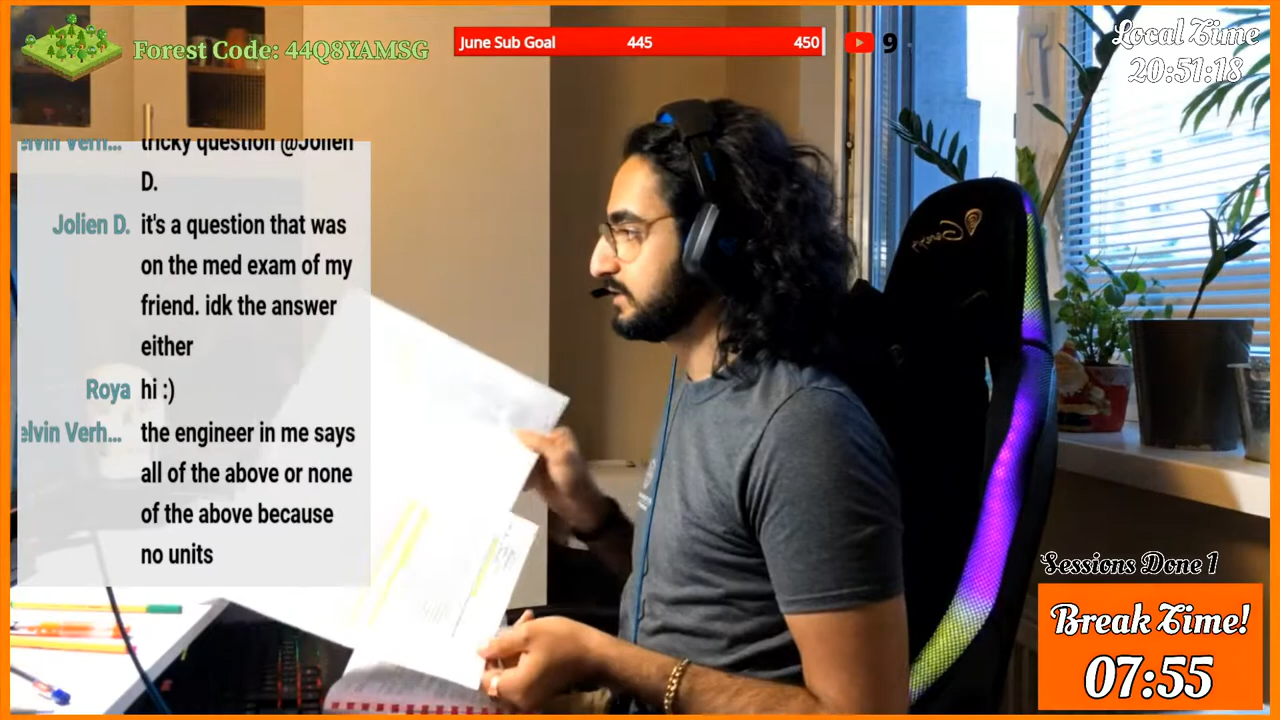 Forest Code: 44Q8YAMSG
June Sub Goal 445 450
9
Local Time
20:51:18
tricky question @Jolien
D.
Jolien D. it's a question that was
on the med exam of my
friend. idk the answer
either
Roya hi :)
elvin Verh... the engineer in me says
all of the above or none
of the above because
no units
Sessions Done 1
Break Time!
07:55